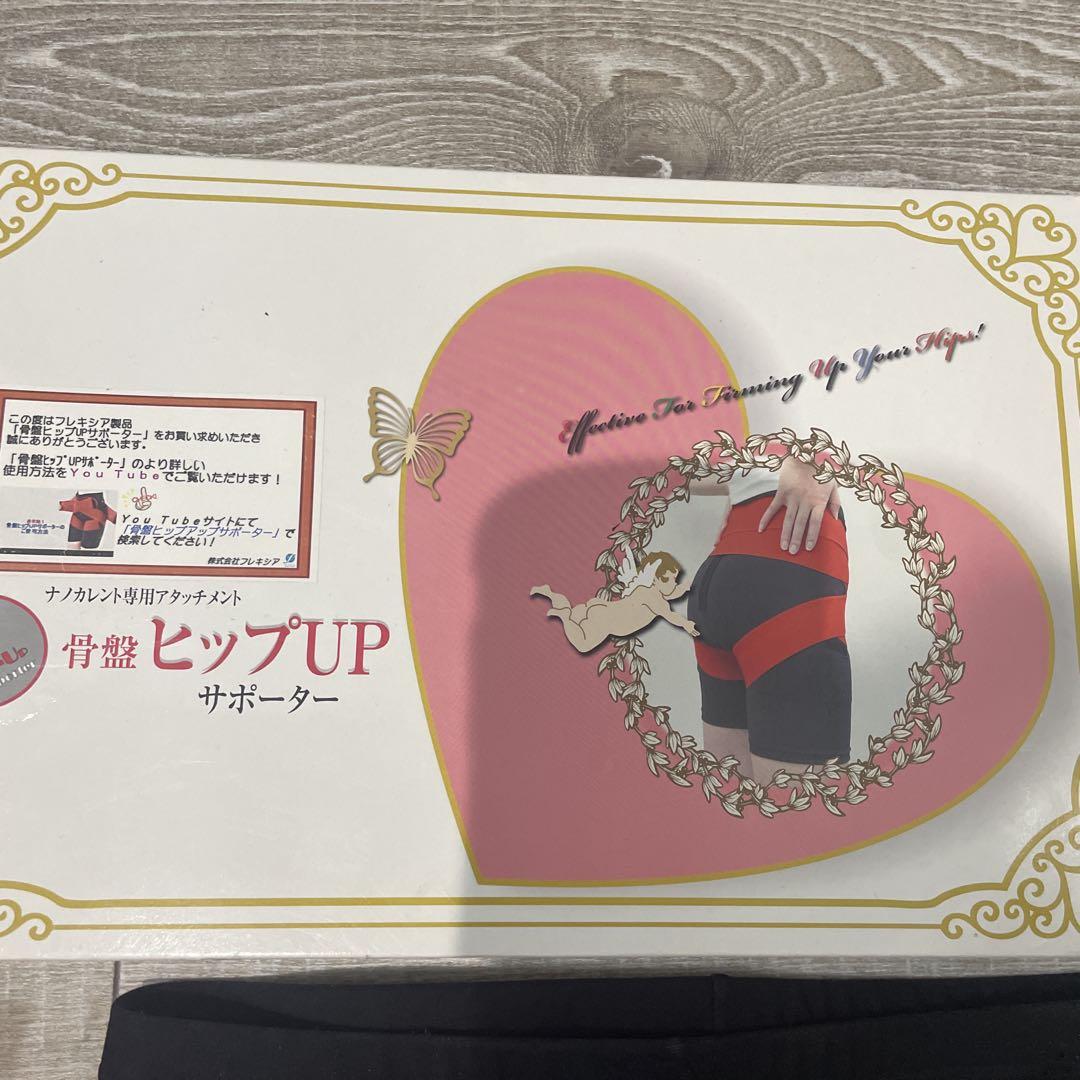 Effective For Firming Up Your Hips!
この度はフレキシア製品
「骨盤ヒップUPサポーター」をお買い求めいただき
誠にありがとうございます。
「骨盤ﾋｯﾌﾟUPｻﾎﾟｰﾀｰ」のより詳しい
使用方法をYou Tubeでご覧いただけます！
You Tubeサイトにて
「骨盤ヒップアップサポーター」で
検索してください！
株式会社フレキシア
ナノカレント専用アタッチメント
骨盤 ヒップUP
サポーター